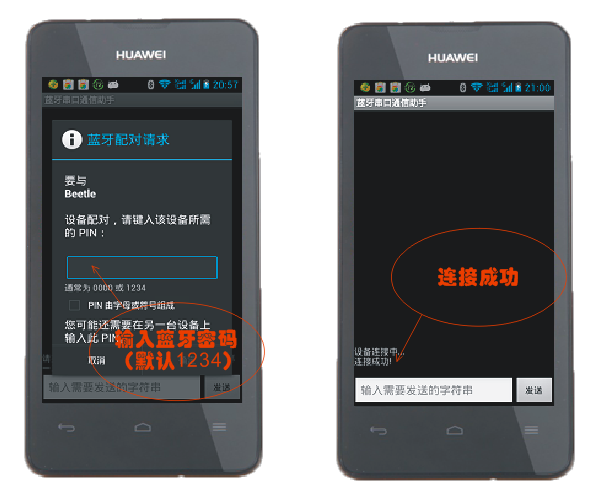 HUAWEI
20:57
蓝牙串口通信助手
蓝牙配对请求
要与
Beetle
设备配对，请键入该设备所需
的 PIN：
通常为 0000 或 1234
PIN 由字母或符号组成
您可能还需要在另一台设备上
输入此 PIN
取消
输入蓝牙密码
（默认1234）
输入需要发送的字符串
发送
HUAWEI
21:00
蓝牙串口通信助手
连接成功
设备连接中...
连接成功!
输入需要发送的字符串
发送